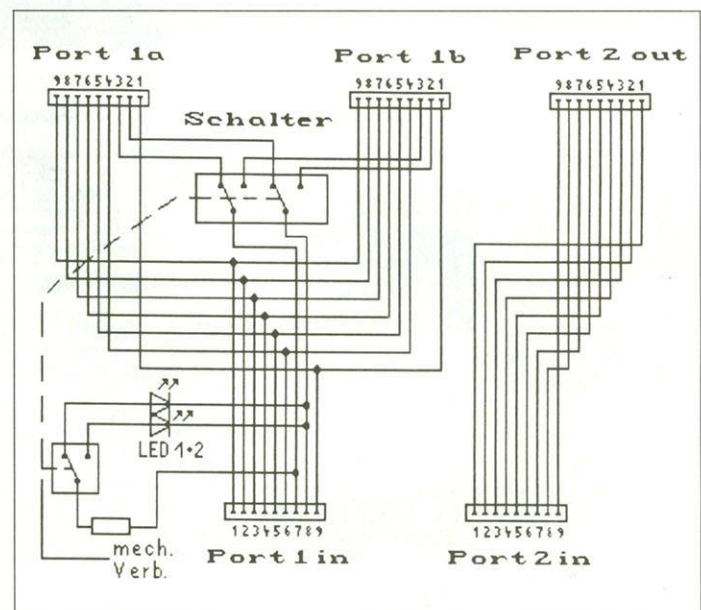 Port 1a
Port 1b
Port 2 out
987654321
987654321
987654321
Schalter
LED 1+2
mech.
Verb.
123456789
Port 1 in
123456789
Port 2 in